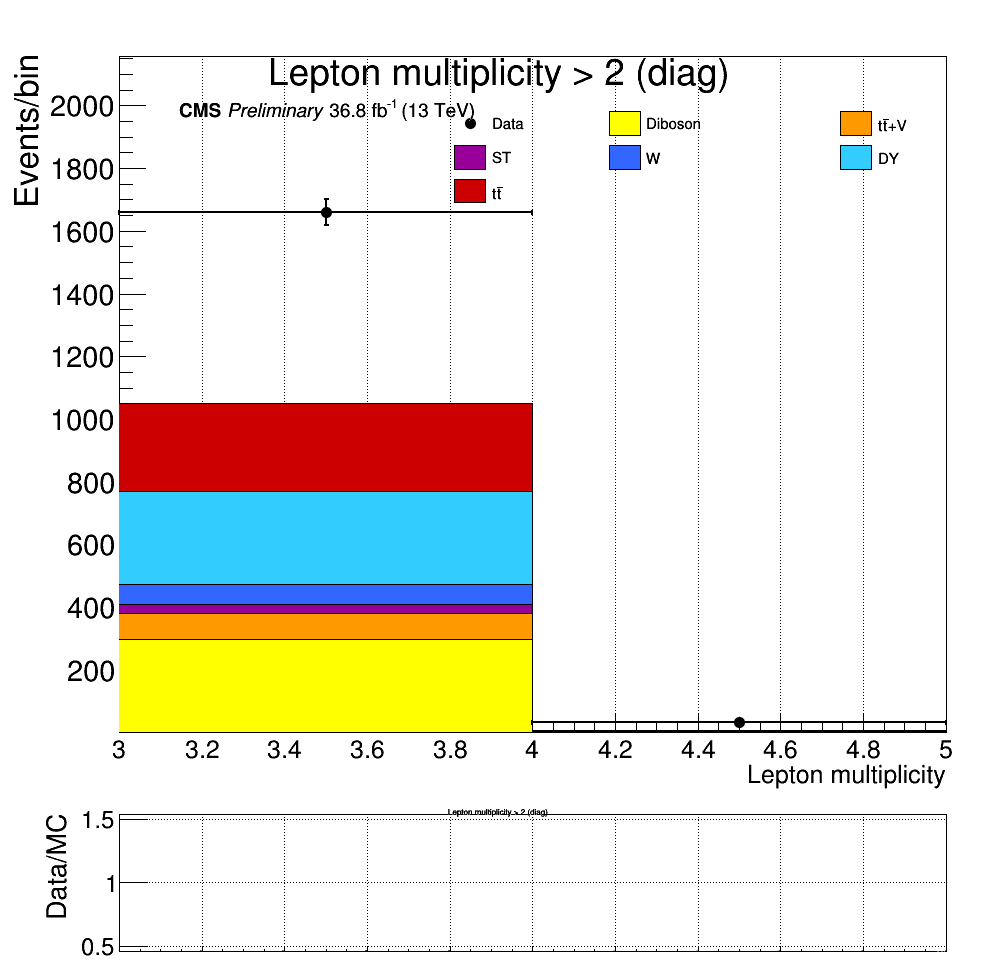 Lepton multiplicity > 2 (diag)
CMS Preliminary 36.8 fb⁻¹ (13 TeV)
Data
Diboson
tt̄+V
ST
W
DY
tt̄
Events/bin
2000
1800
1600
1400
1200
1000
800
600
400
200
3 3.2 3.4 3.6 3.8 4 4.2 4.4 4.6 4.8 5
Lepton multiplicity
Lepton multiplicity > 2 (diag)
Data/MC
1.5
1
0.5